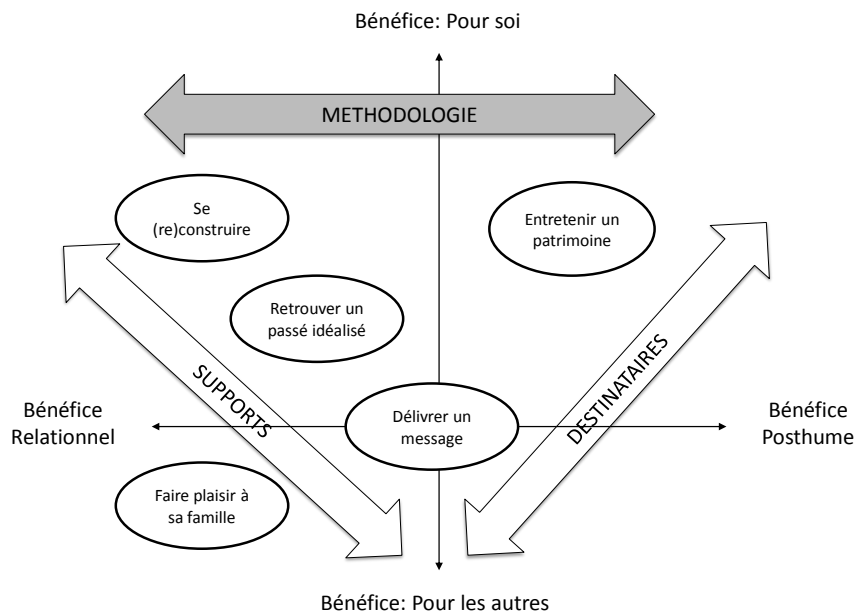 Bénéfice: Pour soi
METHODOLOGIE
Se
(re)construire
Entretenir un
patrimoine
Retrouver un
passé idéalisé
SUPPORTS
DESTINATAIRES
Bénéfice
Relationnel
Délivrer un
message
Bénéfice
Posthume
Faire plaisir à
sa famille
Bénéfice: Pour les autres